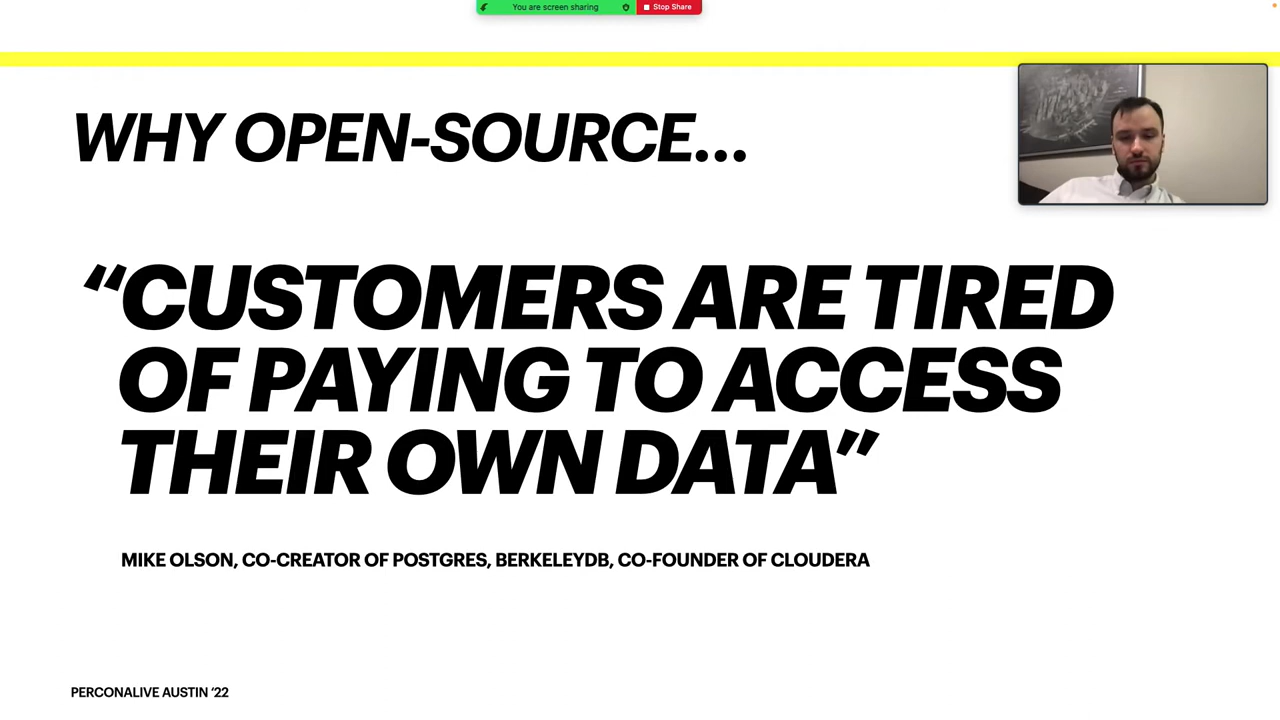 You are screen sharing
Stop Share
WHY OPEN-SOURCE...
“CUSTOMERS ARE TIRED
OF PAYING TO ACCESS
THEIR OWN DATA”
MIKE OLSON, CO-CREATOR OF POSTGRES, BERKELEYDB, CO-FOUNDER OF CLOUDERA
PERCONALIVE AUSTIN ‘22